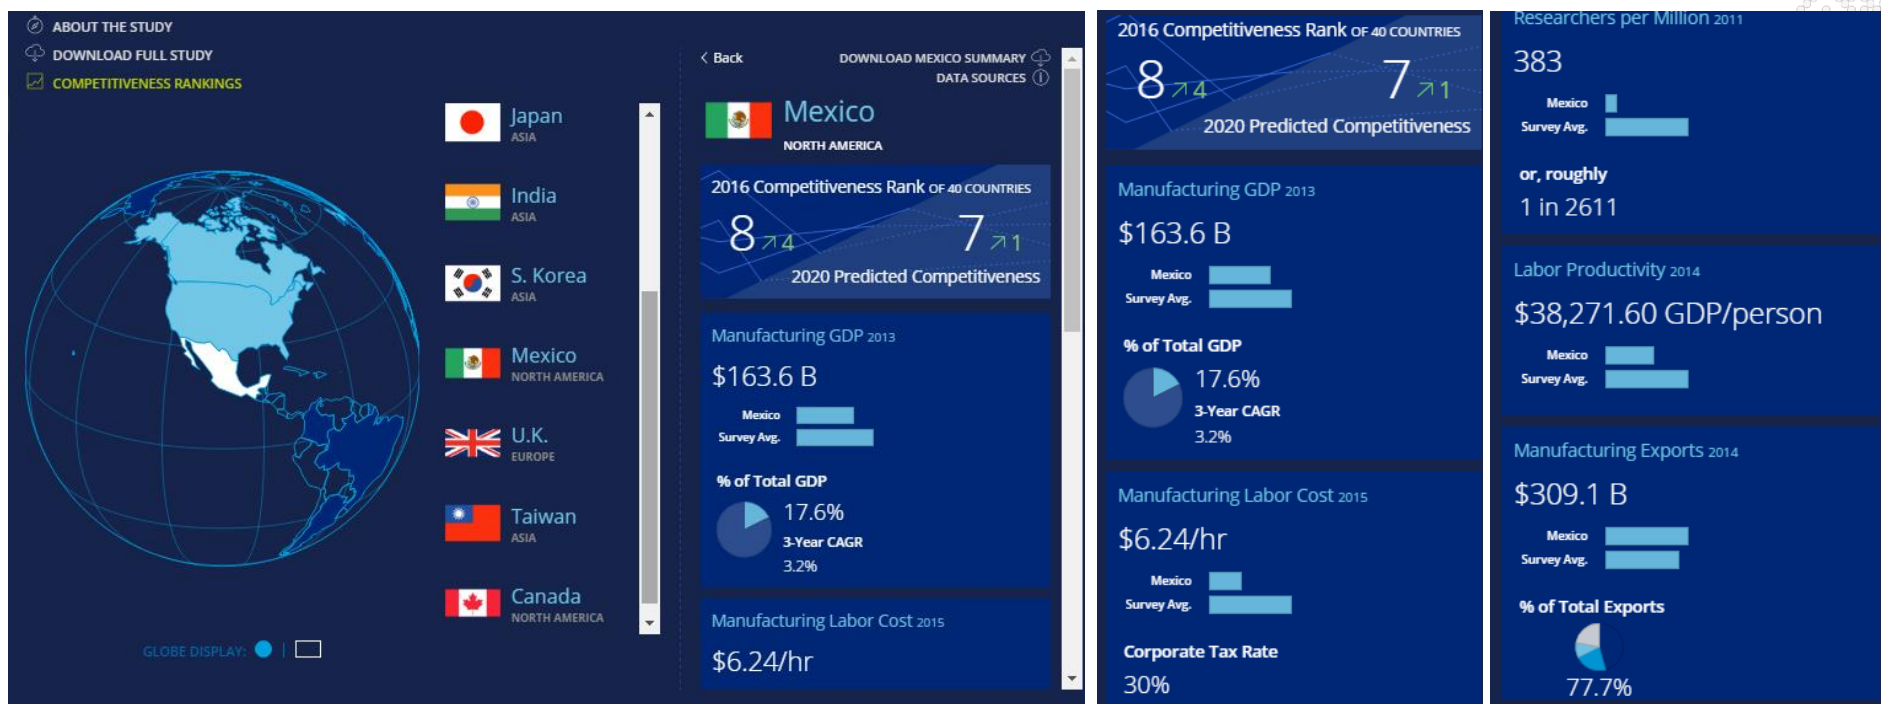 ABOUT THE STUDY
DOWNLOAD FULL STUDY
COMPETITIVENESS RANKINGS
Japan
ASIA
India
ASIA
S. Korea
ASIA
Mexico
NORTH AMERICA
U.K.
EUROPE
Taiwan
ASIA
Canada
NORTH AMERICA
GLOBE DISPLAY: |
< Back
DOWNLOAD MEXICO SUMMARY
DATA SOURCES
Mexico
NORTH AMERICA
2016 Competitiveness Rank OF 40 COUNTRIES
8 ↗4 7 ↗1
2020 Predicted Competitiveness
Manufacturing GDP 2013
$163.6 B
Mexico
Survey Avg.
% of Total GDP
17.6%
3-Year CAGR
3.2%
Manufacturing Labor Cost 2015
$6.24/hr
2016 Competitiveness Rank OF 40 COUNTRIES
8 ↗4 7 ↗1
2020 Predicted Competitiveness
Manufacturing GDP 2013
$163.6 B
Mexico
Survey Avg.
% of Total GDP
17.6%
3-Year CAGR
3.2%
Manufacturing Labor Cost 2015
$6.24/hr
Mexico
Survey Avg.
Corporate Tax Rate
30%
Researchers per Million 2011
383
Mexico
Survey Avg.
or, roughly
1 in 2611
Labor Productivity 2014
$38,271.60 GDP/person
Mexico
Survey Avg.
Manufacturing Exports 2014
$309.1 B
Mexico
Survey Avg.
% of Total Exports
77.7%